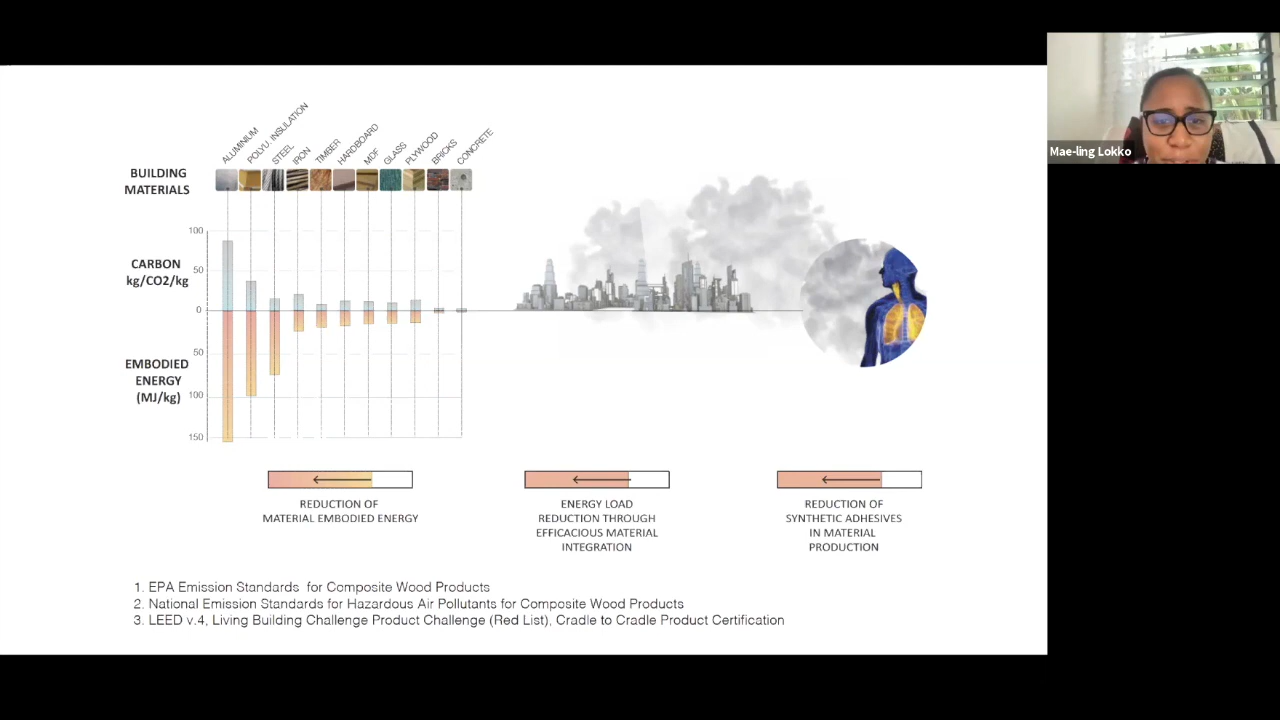 ALUMINIUM
POLYU. INSULATION
STEEL
IRON
TIMBER
HARDBOARD
MDF
GLASS
PLYWOOD
BRICKS
CONCRETE
BUILDING
MATERIALS
100
CARBON
kg/CO2/kg
50
0
50
EMBODIED
ENERGY
(MJ/kg)
100
150
REDUCTION OF
MATERIAL EMBODIED ENERGY
ENERGY LOAD
REDUCTION THROUGH
EFFICACIOUS MATERIAL
INTEGRATION
REDUCTION OF
SYNTHETIC ADHESIVES
IN MATERIAL
PRODUCTION
1. EPA Emission Standards for Composite Wood Products
2. National Emission Standards for Hazardous Air Pollutants for Composite Wood Products
3. LEED v.4, Living Building Challenge Product Challenge (Red List), Cradle to Cradle Product Certification
Mae-ling Lokko